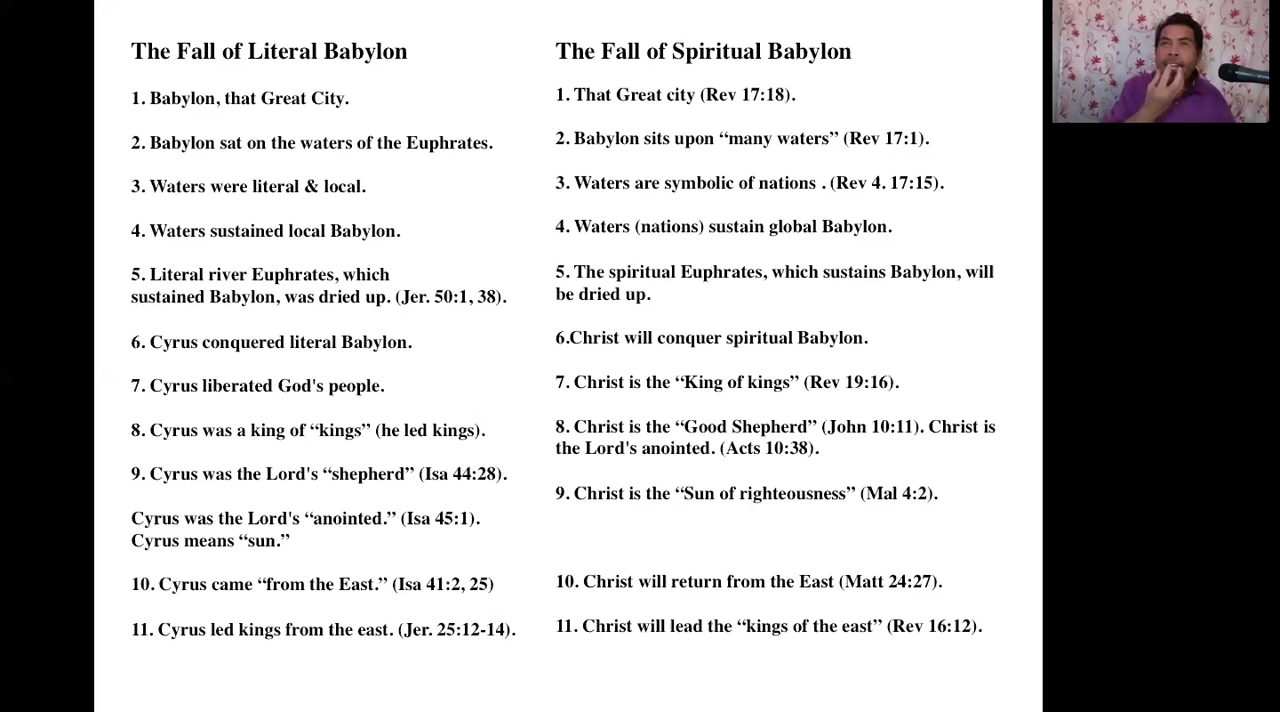 The Fall of Literal Babylon
1. Babylon, that Great City.
2. Babylon sat on the waters of the Euphrates.
3. Waters were literal & local.
4. Waters sustained local Babylon.
5. Literal river Euphrates, which
sustained Babylon, was dried up. (Jer. 50:1, 38).
6. Cyrus conquered literal Babylon.
7. Cyrus liberated God's people.
8. Cyrus was a king of “kings” (he led kings).
9. Cyrus was the Lord's “shepherd” (Isa 44:28).
Cyrus was the Lord's “anointed.” (Isa 45:1).
Cyrus means “sun.”
10. Cyrus came “from the East.” (Isa 41:2, 25)
11. Cyrus led kings from the east. (Jer. 25:12-14).
The Fall of Spiritual Babylon
1. That Great city (Rev 17:18).
2. Babylon sits upon “many waters” (Rev 17:1).
3. Waters are symbolic of nations . (Rev 4. 17:15).
4. Waters (nations) sustain global Babylon.
5. The spiritual Euphrates, which sustains Babylon, will
be dried up.
6.Christ will conquer spiritual Babylon.
7. Christ is the “King of kings” (Rev 19:16).
8. Christ is the “Good Shepherd” (John 10:11). Christ is
the Lord's anointed. (Acts 10:38).
9. Christ is the “Sun of righteousness” (Mal 4:2).
10. Christ will return from the East (Matt 24:27).
11. Christ will lead the “kings of the east” (Rev 16:12).